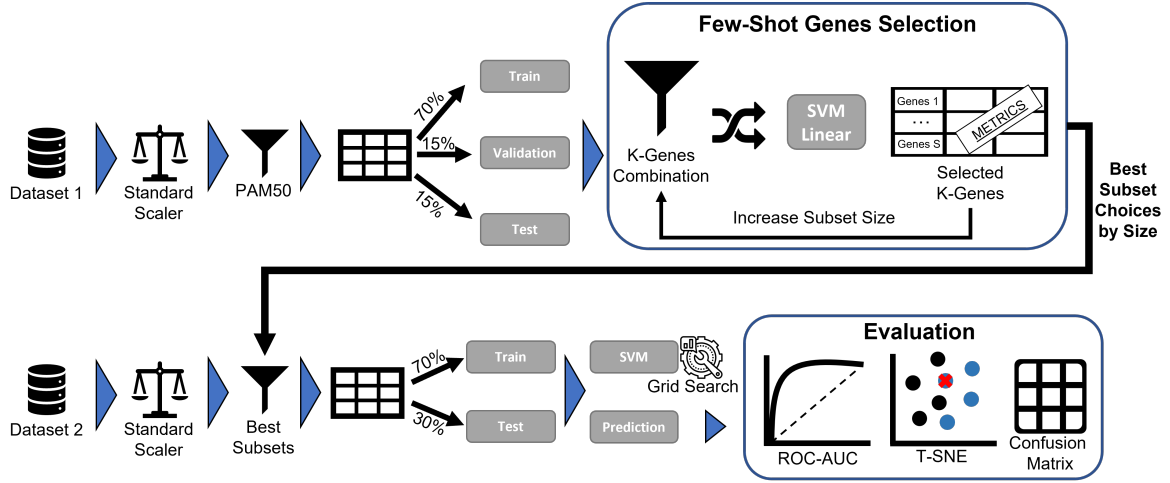 Few-Shot Genes Selection
Dataset 1
Standard
Scaler
PAM50
70%
15%
15%
Train
Validation
Test
K-Genes
Combination
SVM
Linear
Genes 1
...
Genes S
METRICS
Selected
K-Genes
Increase Subset Size
Best
Subset
Choices
by Size
Dataset 2
Standard
Scaler
Best
Subsets
70%
30%
Train
Test
SVM
Grid Search
Prediction
Evaluation
ROC-AUC
T-SNE
Confusion
Matrix